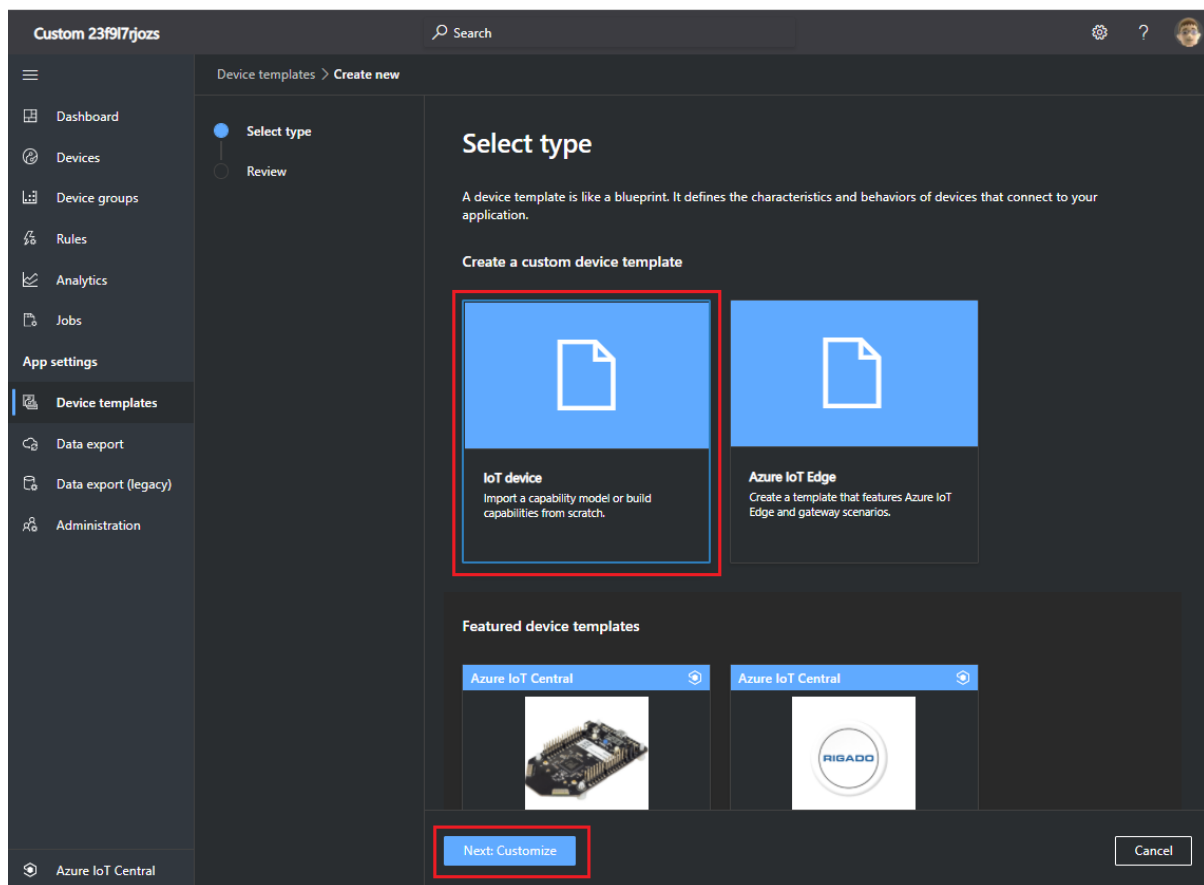 Custom 23f9l7rjozs
Search
?
Device templates > Create new
Dashboard
Devices
Device groups
Rules
Analytics
Jobs
App settings
Device templates
Data export
Data export (legacy)
Administration
Azure IoT Central
Select type
Review
Select type
A device template is like a blueprint. It defines the characteristics and behaviors of devices that connect to your
application.
Create a custom device template
IoT device
Import a capability model or build
capabilities from scratch.
Azure IoT Edge
Create a template that features Azure IoT
Edge and gateway scenarios.
Featured device templates
Azure IoT Central
Azure IoT Central
RIGADO
Next: Customize
Cancel